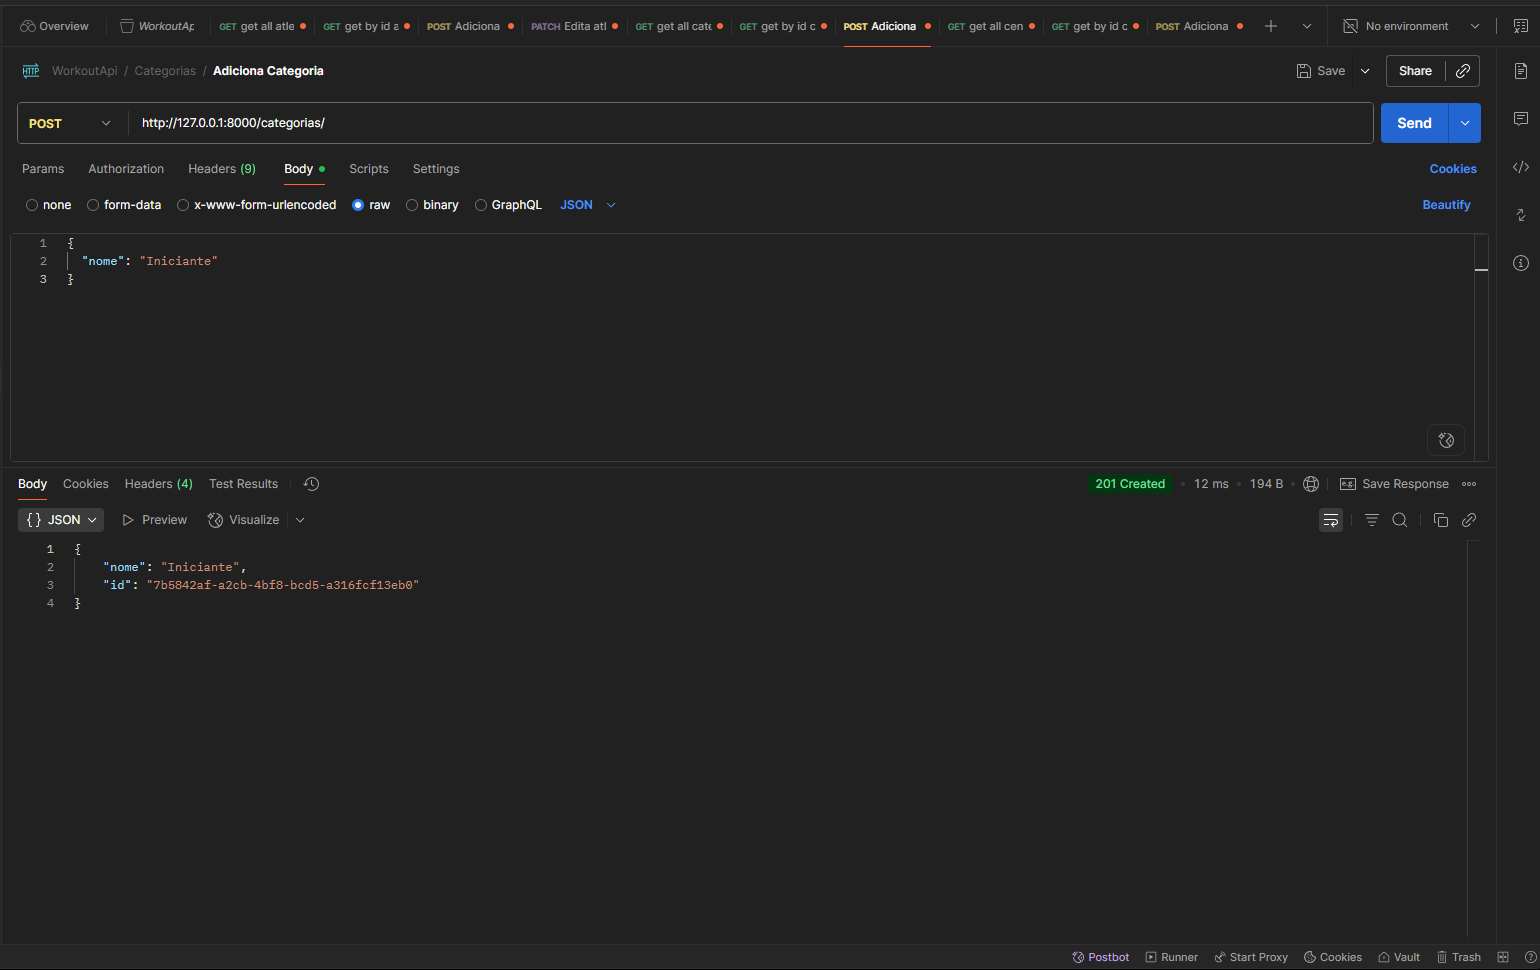 Overview WorkoutAp GET get all atle GET get by id a POST Adiciona PATCH Edita atl GET get all cate GET get by id c POST Adiciona GET get all cen GET get by id c POST Adiciona No environment
HTTP WorkoutApi / Categorias / Adiciona Categoria Save Share
POST http://127.0.0.1:8000/categorias/ Send
Params Authorization Headers (9) Body Scripts Settings Cookies
none form-data x-www-form-urlencoded raw binary GraphQL JSON Beautify
1 {
2 "nome": "Iniciante"
3 }
Body Cookies Headers (4) Test Results 201 Created 12 ms 194 B e.g. Save Response
{} JSON Preview Visualize
1 {
2 "nome": "Iniciante",
3 "id": "7b5842af-a2cb-4bf8-bcd5-a316fcf13eb0"
4 }
Postbot Runner Start Proxy Cookies Vault Trash